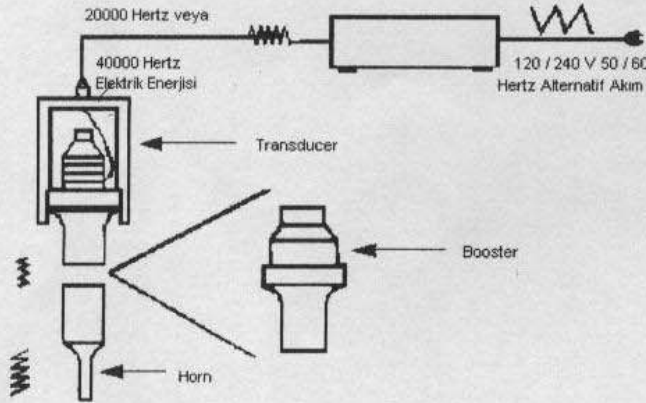 20000 Hertz veya
40000 Hertz
Elektrik Enerjisi
120 / 240 V 50 / 60
Hertz Alternatif Akım
Transducer
Booster
Horn